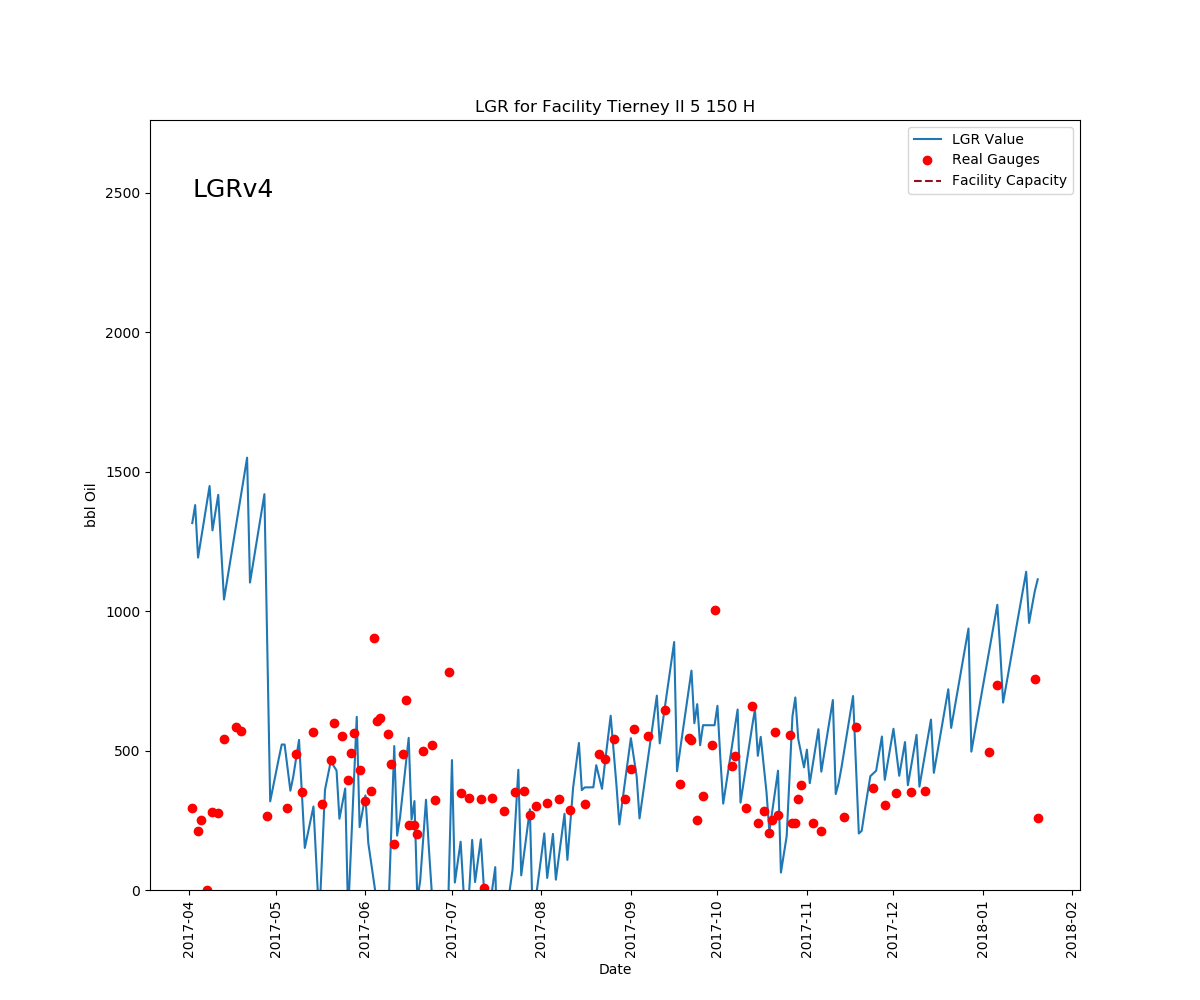 LGR for Facility Tierney II 5 150 H
LGRv4
LGR Value
Real Gauges
Facility Capacity
bbl Oil
2500
2000
1500
1000
500
0
2017-04
2017-05
2017-06
2017-07
2017-08
2017-09
2017-10
2017-11
2017-12
2018-01
2018-02
Date